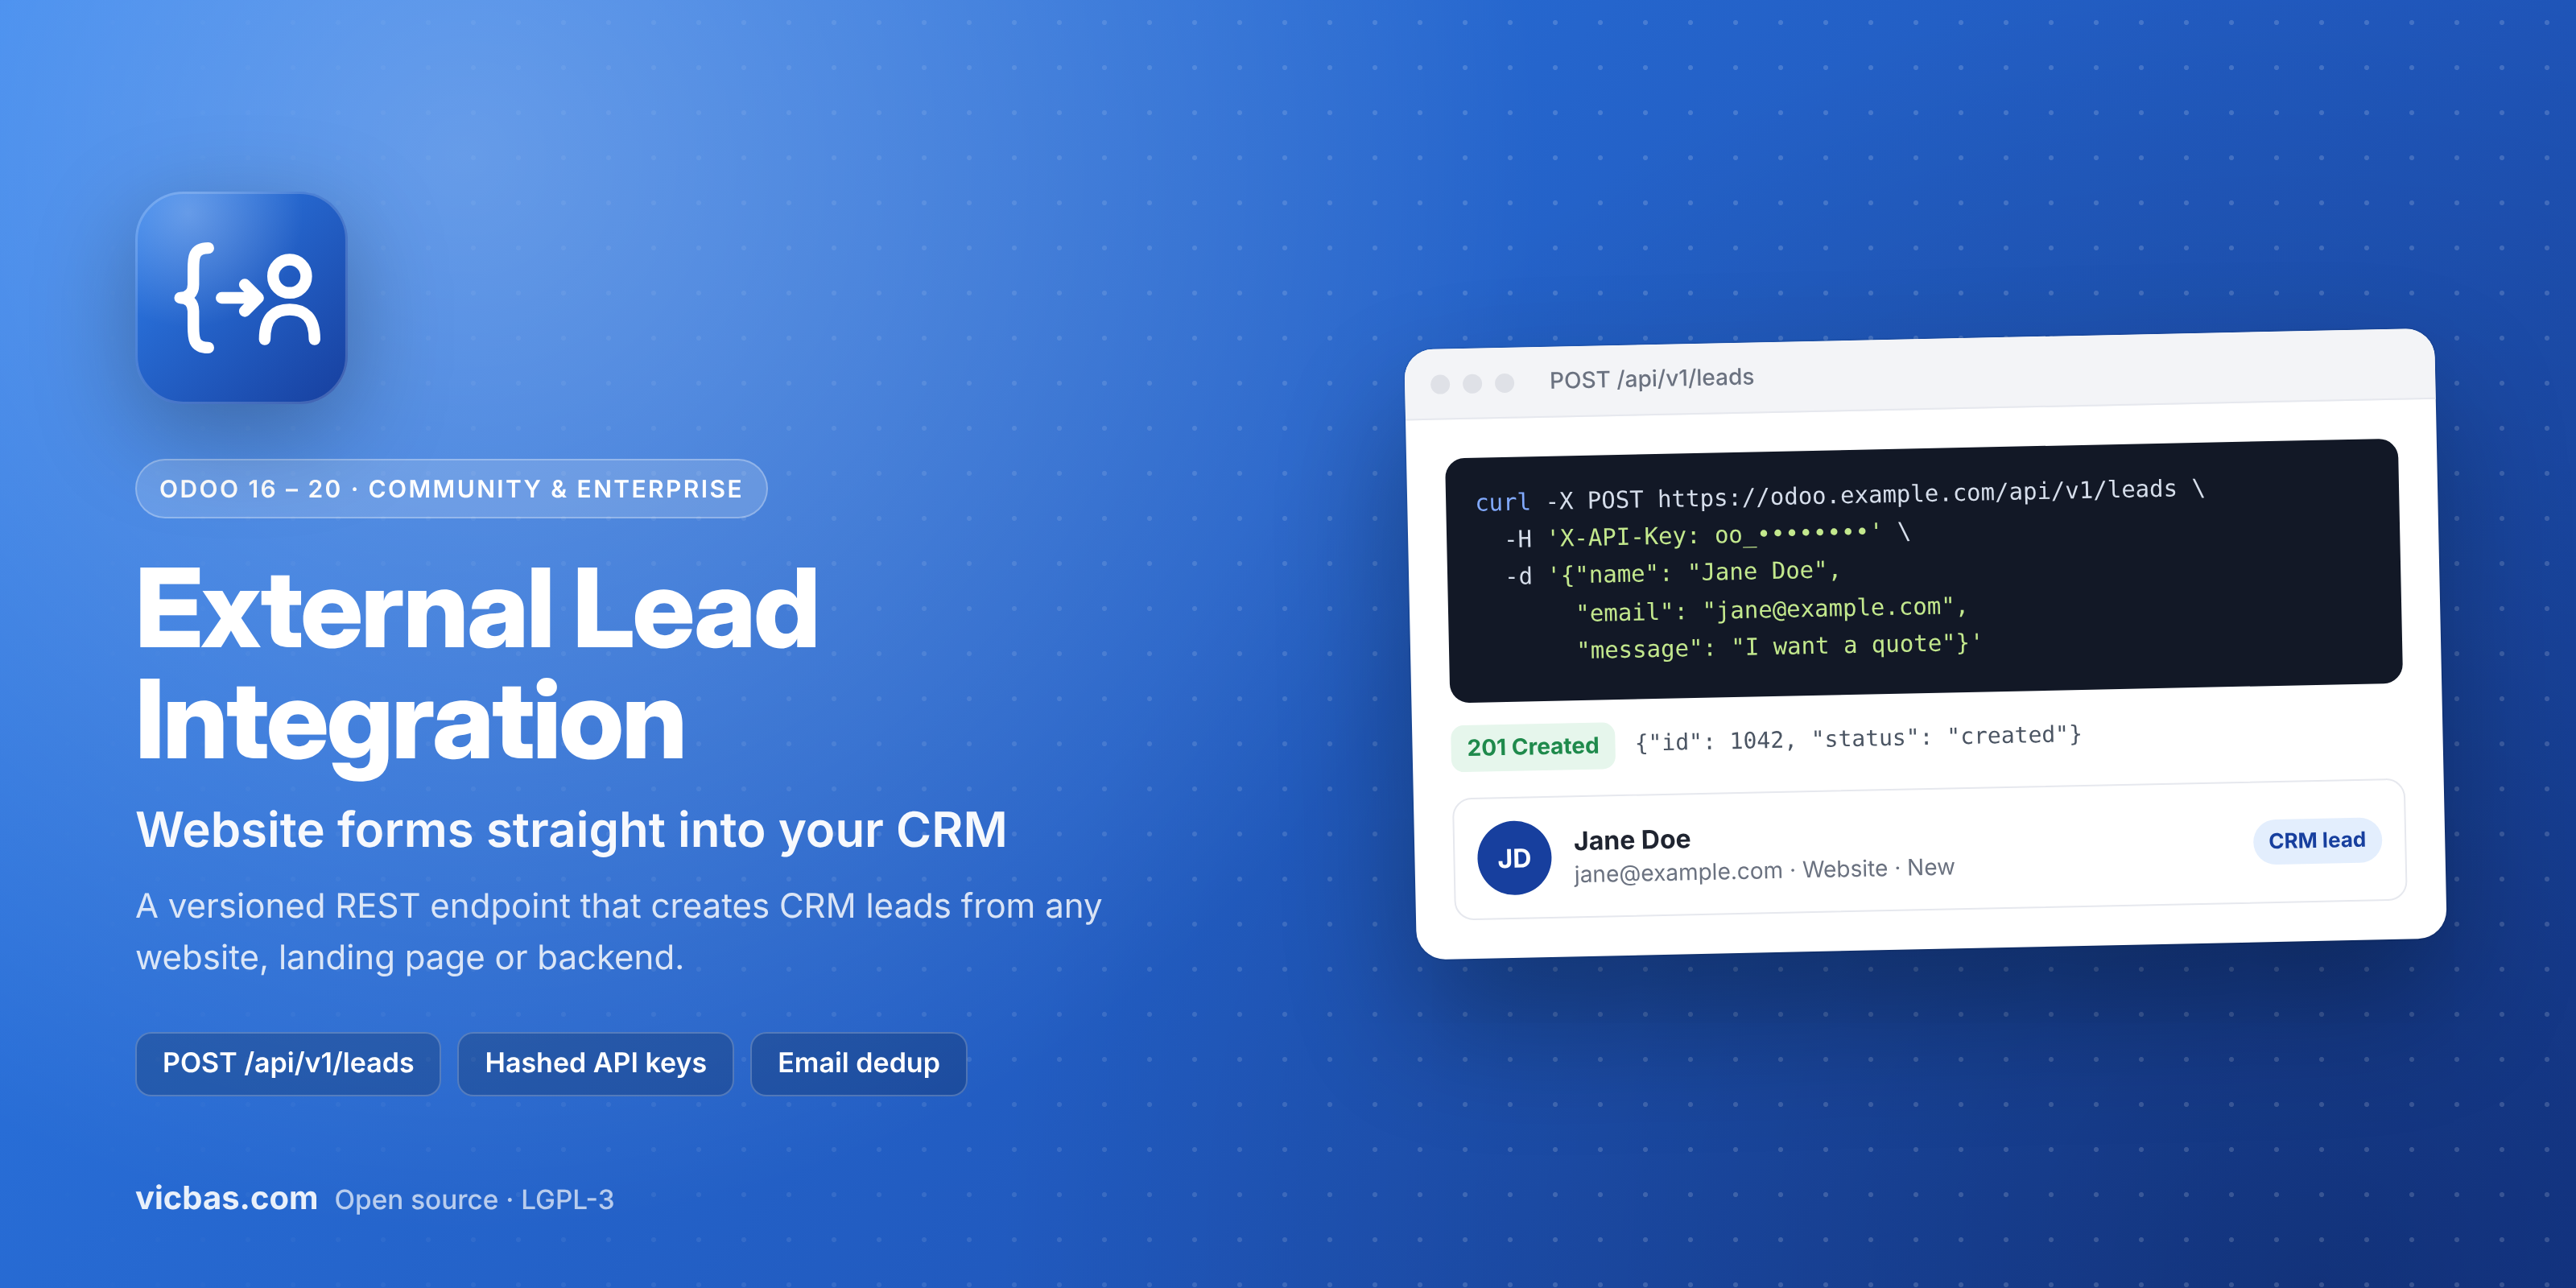 ODOO 16 – 20 · COMMUNITY & ENTERPRISE
External Lead
Integration
Website forms straight into your CRM
A versioned REST endpoint that creates CRM leads from any
website, landing page or backend.
POST /api/v1/leads
Hashed API keys
Email dedup
vicbas.com Open source · LGPL-3
POST /api/v1/leads
curl -X POST https://odoo.example.com/api/v1/leads \
-H 'X-API-Key: oo_••••••••' \
-d '{"name": "Jane Doe",
"email": "jane@example.com",
"message": "I want a quote"}'
201 Created {"id": 1042, "status": "created"}
JD
Jane Doe
jane@example.com · Website · New
CRM lead